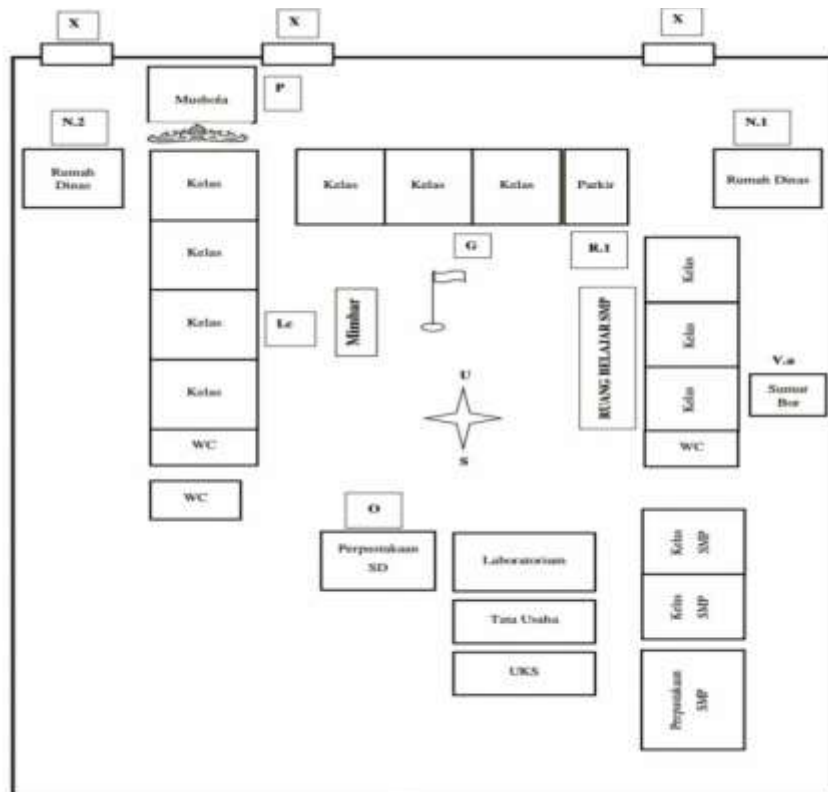 X
X
X
Mushola
P
N.2
N.1
Rumah
Dinas
Kelas
Kelas
Kelas
Kelas
Parkir
Rumah Dinas
G
R.1
Kelas
Kelas
Kelas
Lc
Mimbar
RUANG BELAJAR SMP
Kelas
Kelas
V.a
Sumur
Bor
U
S
Kelas
Kelas
WC
WC
WC
O
Perpustakaan
SD
Laboratorium
Kelas
SMP
Tata Usaha
Kelas
SMP
UKS
Perpustakaan
SMP